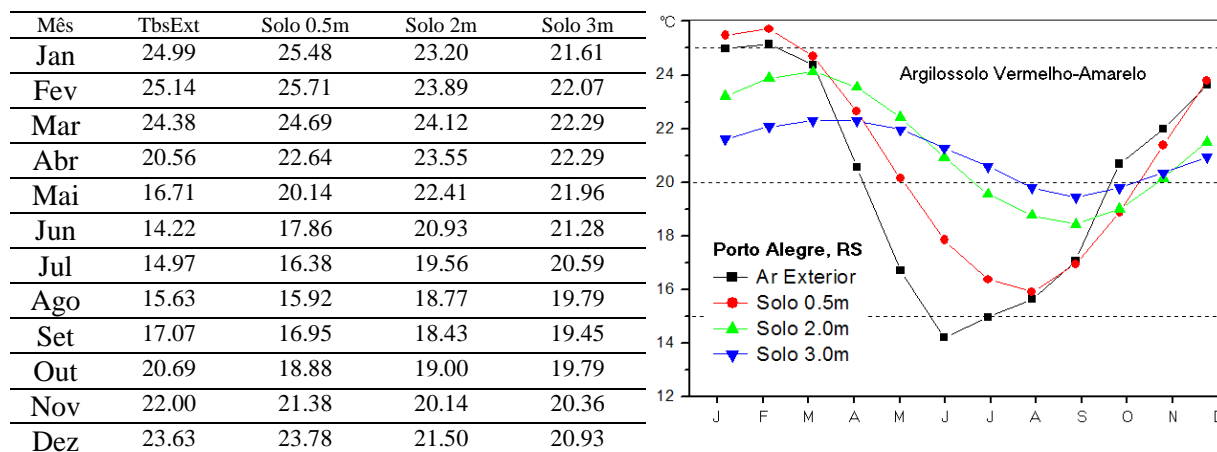 Mês TbsExt Solo 0.5m Solo 2m Solo 3m
Jan 24.99 25.48 23.20 21.61
Fev 25.14 25.71 23.89 22.07
Mar 24.38 24.69 24.12 22.29
Abr 20.56 22.64 23.55 22.29
Mai 16.71 20.14 22.41 21.96
Jun 14.22 17.86 20.93 21.28
Jul 14.97 16.38 19.56 20.59
Ago 15.63 15.92 18.77 19.79
Set 17.07 16.95 18.43 19.45
Out 20.69 18.88 19.00 19.79
Nov 22.00 21.38 20.14 20.36
Dez 23.63 23.78 21.50 20.93
°C
24
22
20
18
16
14
12
Argilossolo Vermelho-Amarelo
Porto Alegre, RS
Ar Exterior
Solo 0.5m
Solo 2.0m
Solo 3.0m
J F M A M J J A S O N D